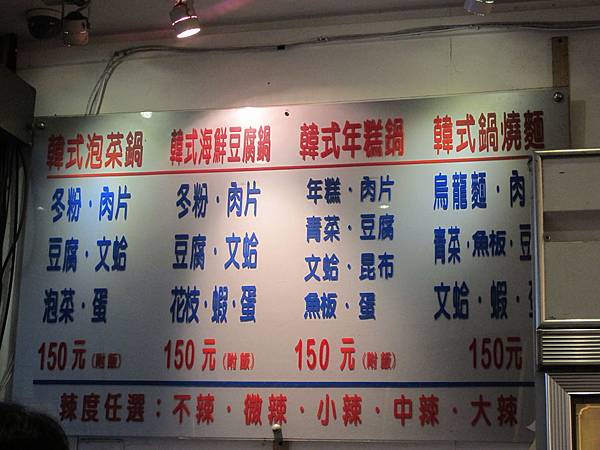 韓式泡菜鍋
冬粉・肉片
豆腐・文蛤
泡菜・蛋
150元(附飯)
韓式海鮮豆腐鍋
冬粉・肉片
豆腐・文蛤
花枝・蝦・蛋
150元(附飯)
韓式年糕鍋
年糕・肉片
青菜・豆腐
文蛤・昆布
魚板・蛋
150元(附飯)
韓式鍋燒麵
烏龍麵・肉
青菜・魚板・豆
文蛤・蝦・
150元
辣度任選：不辣・微辣・小辣・中辣・大辣